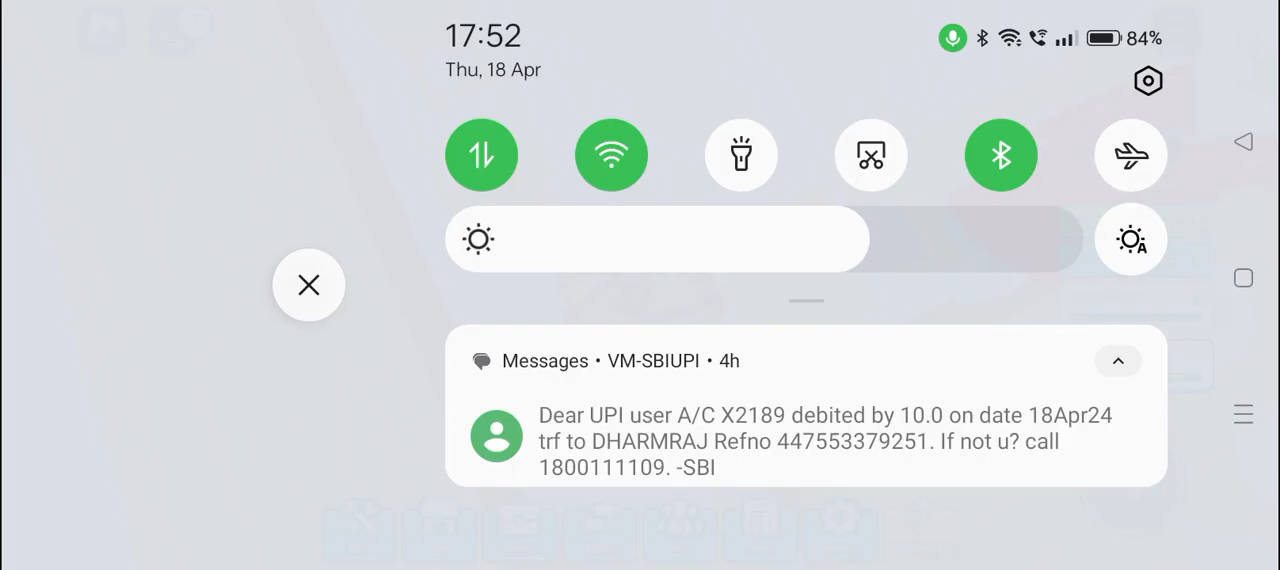 17:52
84%
Thu, 18 Apr
A
Messages • VM-SBIUPI • 4h
Dear UPI user A/C X2189 debited by 10.0 on date 18Apr24
trf to DHARMRAJ Refno 447553379251. If not u? call
1800111109. -SBI